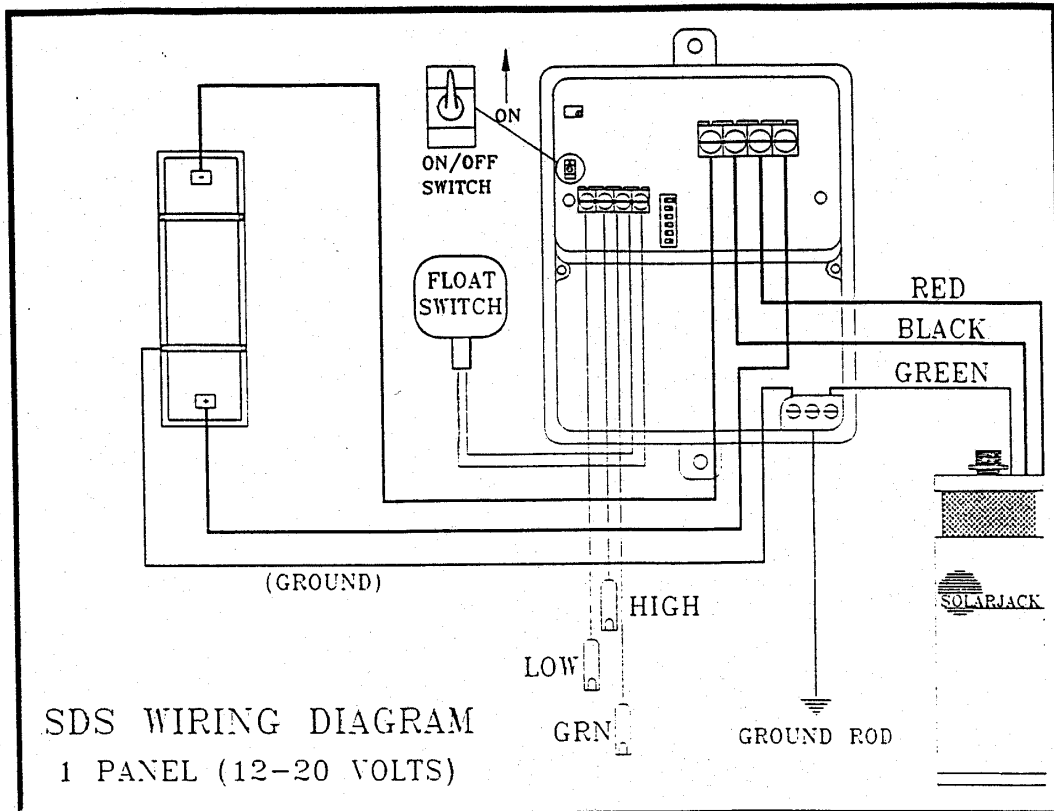 ON
ON/OFF
SWITCH
FLOAT
SWITCH
RED
BLACK
GREEN
-
+
(GROUND)
HIGH
LOW
GRN
SOLARJACK
GROUND ROD
SDS WIRING DIAGRAM
1 PANEL (12-20 VOLTS)